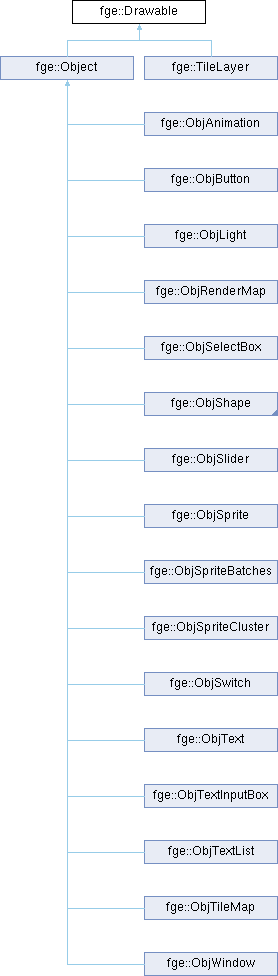 fge::Drawable
fge::Object
fge::TileLayer
fge::ObjAnimation
fge::ObjButton
fge::ObjLight
fge::ObjRenderMap
fge::ObjSelectBox
fge::ObjShape
fge::ObjSlider
fge::ObjSprite
fge::ObjSpriteBatches
fge::ObjSpriteCluster
fge::ObjSwitch
fge::ObjText
fge::ObjTextInputBox
fge::ObjTextList
fge::ObjTileMap
fge::ObjWindow